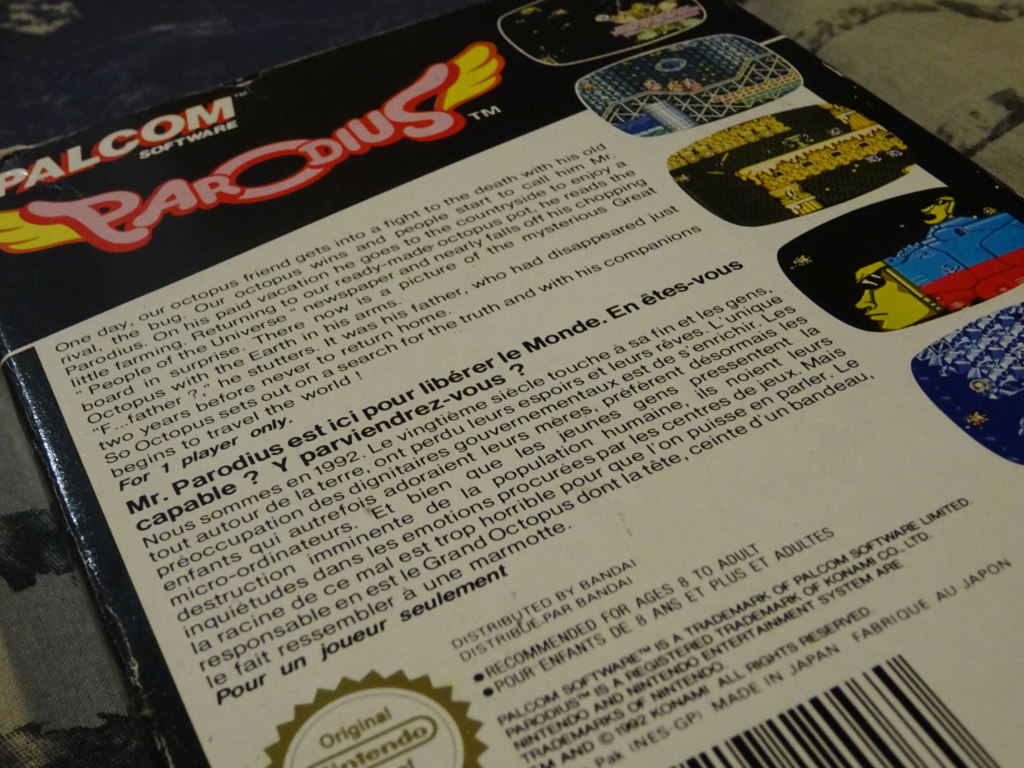 PALCOM™
SOFTWARE
PARODIUS™
One day, our octopus friend gets into a fight to the death with his old
rival, the bug. Our octopus wins and people start to call him Mr.
Parodius. On his paid vacation he goes to the countryside to enjoy a
little farming. Returning to our ready-made-octopus pot, he reads the
"People of the Universe" newspaper and nearly falls off his chopping
board in surprise. There now is a picture of the mysterious Great
Octopus with the Earth in his arms.
"F...father ?," he stutters. It was his father, who had disappeared just
two years before never to return home.
So Octopus sets out on a search for the truth and with his companions
begins to travel the world !
For 1 player only.
Mr. Parodius est ici pour libérer le Monde. En êtes-vous
capable ? Y parviendrez-vous ?
Nous sommes en 1992. Le vingtième siècle touche à sa fin et les gens,
tout autour de la terre, ont perdu leurs espoirs et leurs rêves. L'unique
préoccupation des dignitaires gouvernementaux est de s'enrichir. Les
enfants qui autrefois adoraient leurs mères, préfèrent désormais les
micro-ordinateurs. Et bien que les jeunes gens pressentent la
destruction imminente de la population humaine, ils noient leurs
inquiétudes dans les emotions procurées par les centres de jeux. Mais
la racine de ce mal est trop horrible pour que l'on puisse en parler. Le
responsable en est le Grand Octopus dont la tête, ceinte d'un bandeau,
le fait ressembler à une marmotte.
Pour un joueur seulement
DISTRIBUTED BY BANDAI
DISTRIBUÉ PAR BANDAI
•RECOMMENDED FOR AGES 8 TO ADULT
•POUR ENFANTS DE 8 ANS ET PLUS ET ADULTES
PALCOM SOFTWARE™ IS A TRADEMARK OF PALCOM SOFTWARE LIMITED.
PARODIUS™ IS A REGISTERED TRADEMARK OF KONAMI CO., LTD.
NINTENDO AND NINTENDO ENTERTAINMENT SYSTEM ARE
TRADEMARKS OF NINTENDO.
TM AND © 1992 KONAMI ALL RIGHTS RESERVED.
Pak (NES-GP) MADE IN JAPAN FABRIQUE AU JAPON
Original
Nintendo